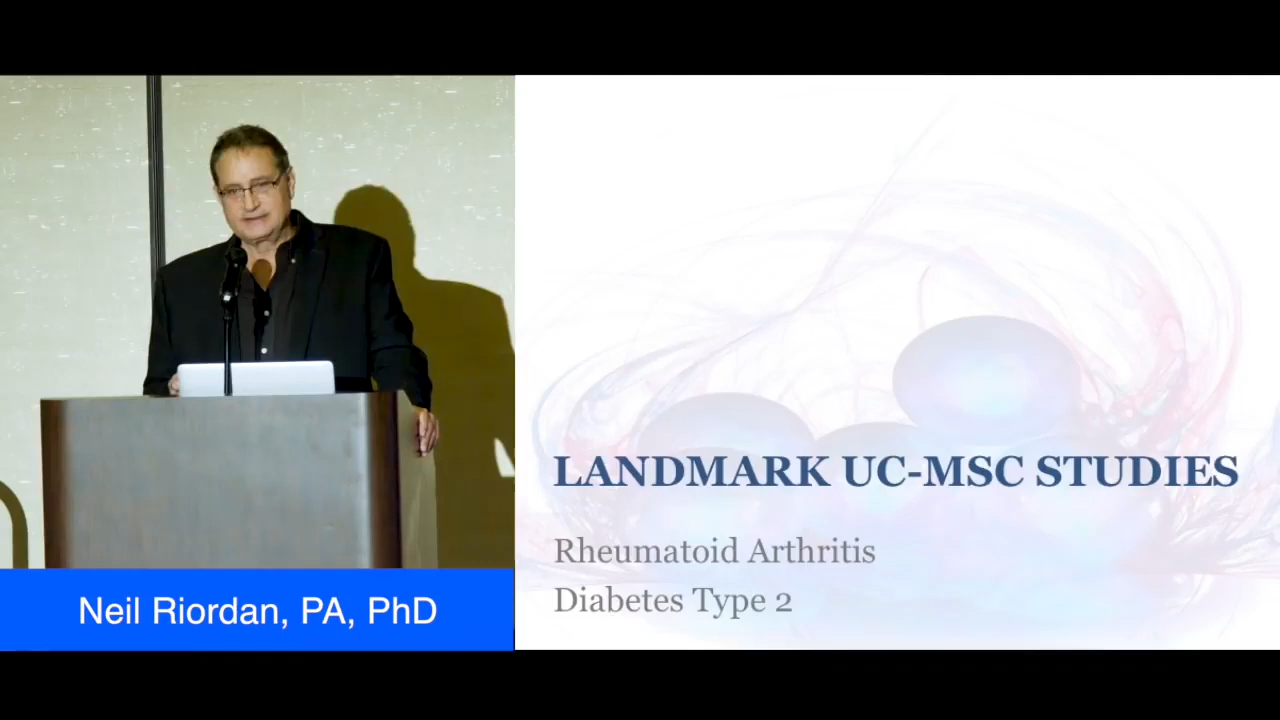 Neil Riordan, PA, PhD
LANDMARK UC-MSC STUDIES
Rheumatoid Arthritis
Diabetes Type 2